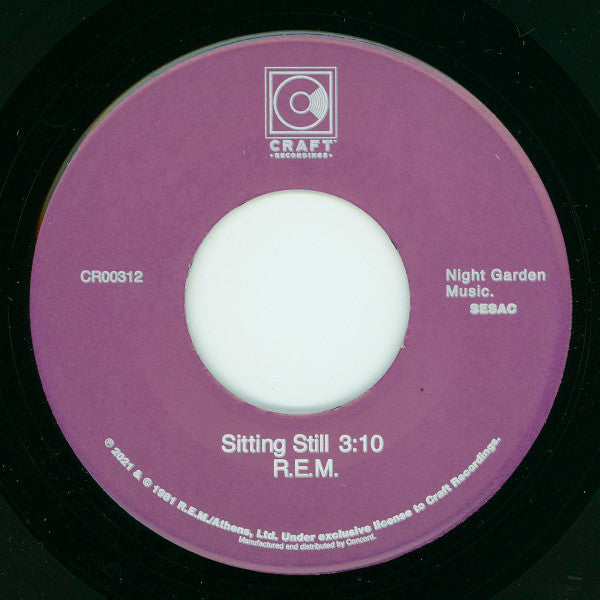 CRAFT
• RECORDINGS •
CR00312
Night Garden
Music.
SESAC
Sitting Still 3:10
R.E.M.
℗ 2021 & © 1981 R.E.M./Athens, Ltd. Under exclusive license to Craft Recordings.
Manufactured and distributed by Concord.